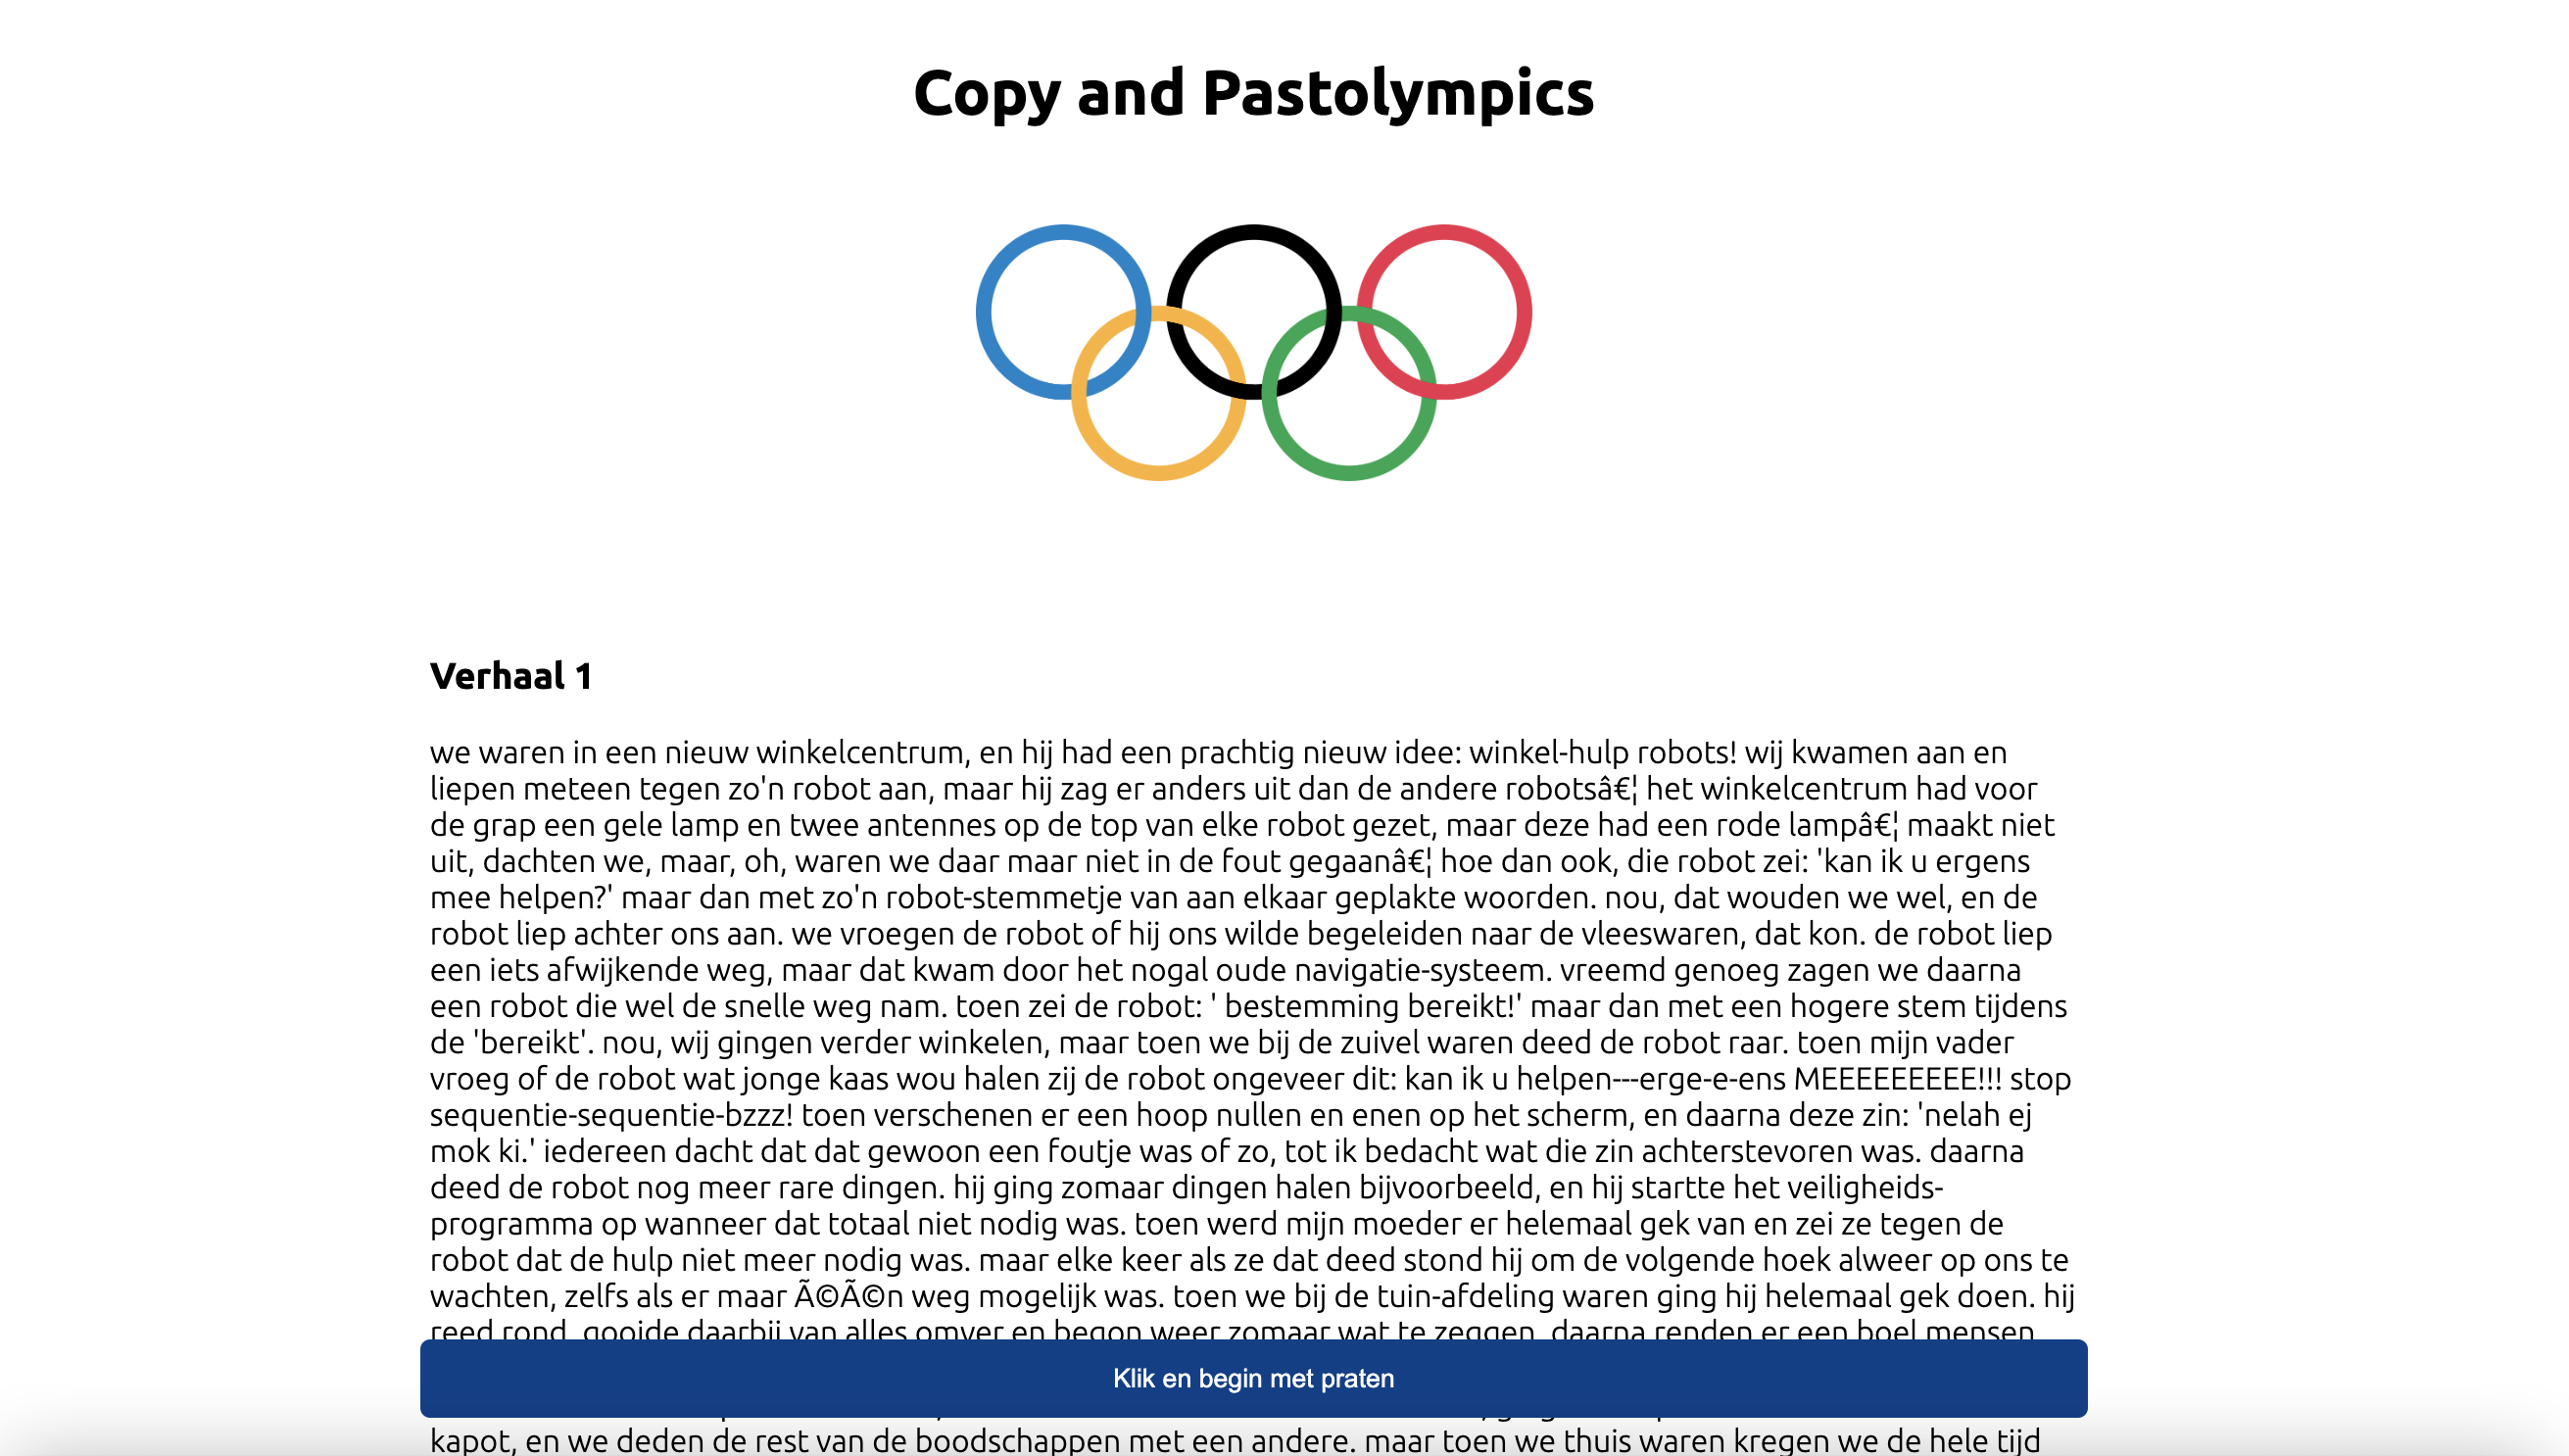 Copy and Pastolympics
Verhaal 1
we waren in een nieuw winkelcentrum, en hij had een prachtig nieuw idee: winkel-hulp robots! wij kwamen aan en
liepen meteen tegen zo'n robot aan, maar hij zag er anders uit dan de andere robotsâ€¦ het winkelcentrum had voor
de grap een gele lamp en twee antennes op de top van elke robot gezet, maar deze had een rode lampâ€¦ maakt niet
uit, dachten we, maar, oh, waren we daar maar niet in de fout gegaanâ€¦ hoe dan ook, die robot zei: 'kan ik u ergens
mee helpen?' maar dan met zo'n robot-stemmetje van aan elkaar geplakte woorden. nou, dat wouden we wel, en de
robot liep achter ons aan. we vroegen de robot of hij ons wilde begeleiden naar de vleeswaren, dat kon. de robot liep
een iets afwijkende weg, maar dat kwam door het nogal oude navigatie-systeem. vreemd genoeg zagen we daarna
een robot die wel de snelle weg nam. toen zei de robot: ' bestemming bereikt!' maar dan met een hogere stem tijdens
de 'bereikt'. nou, wij gingen verder winkelen, maar toen we bij de zuivel waren deed de robot raar. toen mijn vader
vroeg of de robot wat jonge kaas wou halen zij de robot ongeveer dit: kan ik u helpen---erge-e-ens MEEEEEEEEE!!! stop
sequentie-sequentie-bzzz! toen verschenen er een hoop nullen en enen op het scherm, en daarna deze zin: 'nelah ej
mok ki.' iedereen dacht dat dat gewoon een foutje was of zo, tot ik bedacht wat die zin achterstevoren was. daarna
deed de robot nog meer rare dingen. hij ging zomaar dingen halen bijvoorbeeld, en hij startte het veiligheids-
programma op wanneer dat totaal niet nodig was. toen werd mijn moeder er helemaal gek van en zei ze tegen de
robot dat de hulp niet meer nodig was. maar elke keer als ze dat deed stond hij om de volgende hoek alweer op ons te
wachten, zelfs als er maar Ã©Ã©n weg mogelijk was. toen we bij de tuin-afdeling waren ging hij helemaal gek doen. hij
reed rond, gooide daarbij van alles omver en begon weer zomaar wat te zeggen. daarna renden er een boel mensen
Klik en begin met praten
kapot, en we deden de rest van de boodschappen met een andere. maar toen we thuis waren kregen we de hele tijd